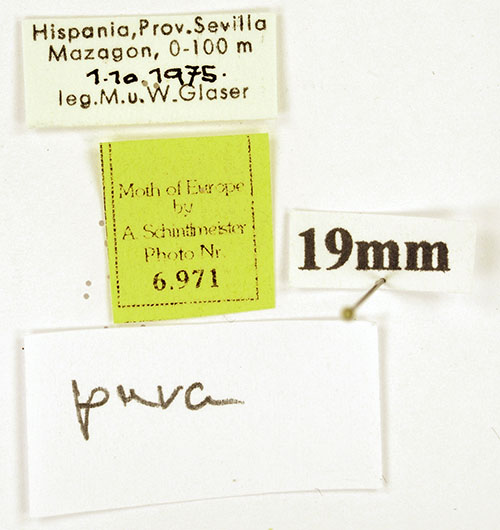 Hispania,Prov.Sevilla
Mazagon, 0-100 m
1.10.1975.
leg.M.u.W.Glaser
Moth of Europe
by
A. Schintlmeister
Photo Nr.
6.971
19mm
pura